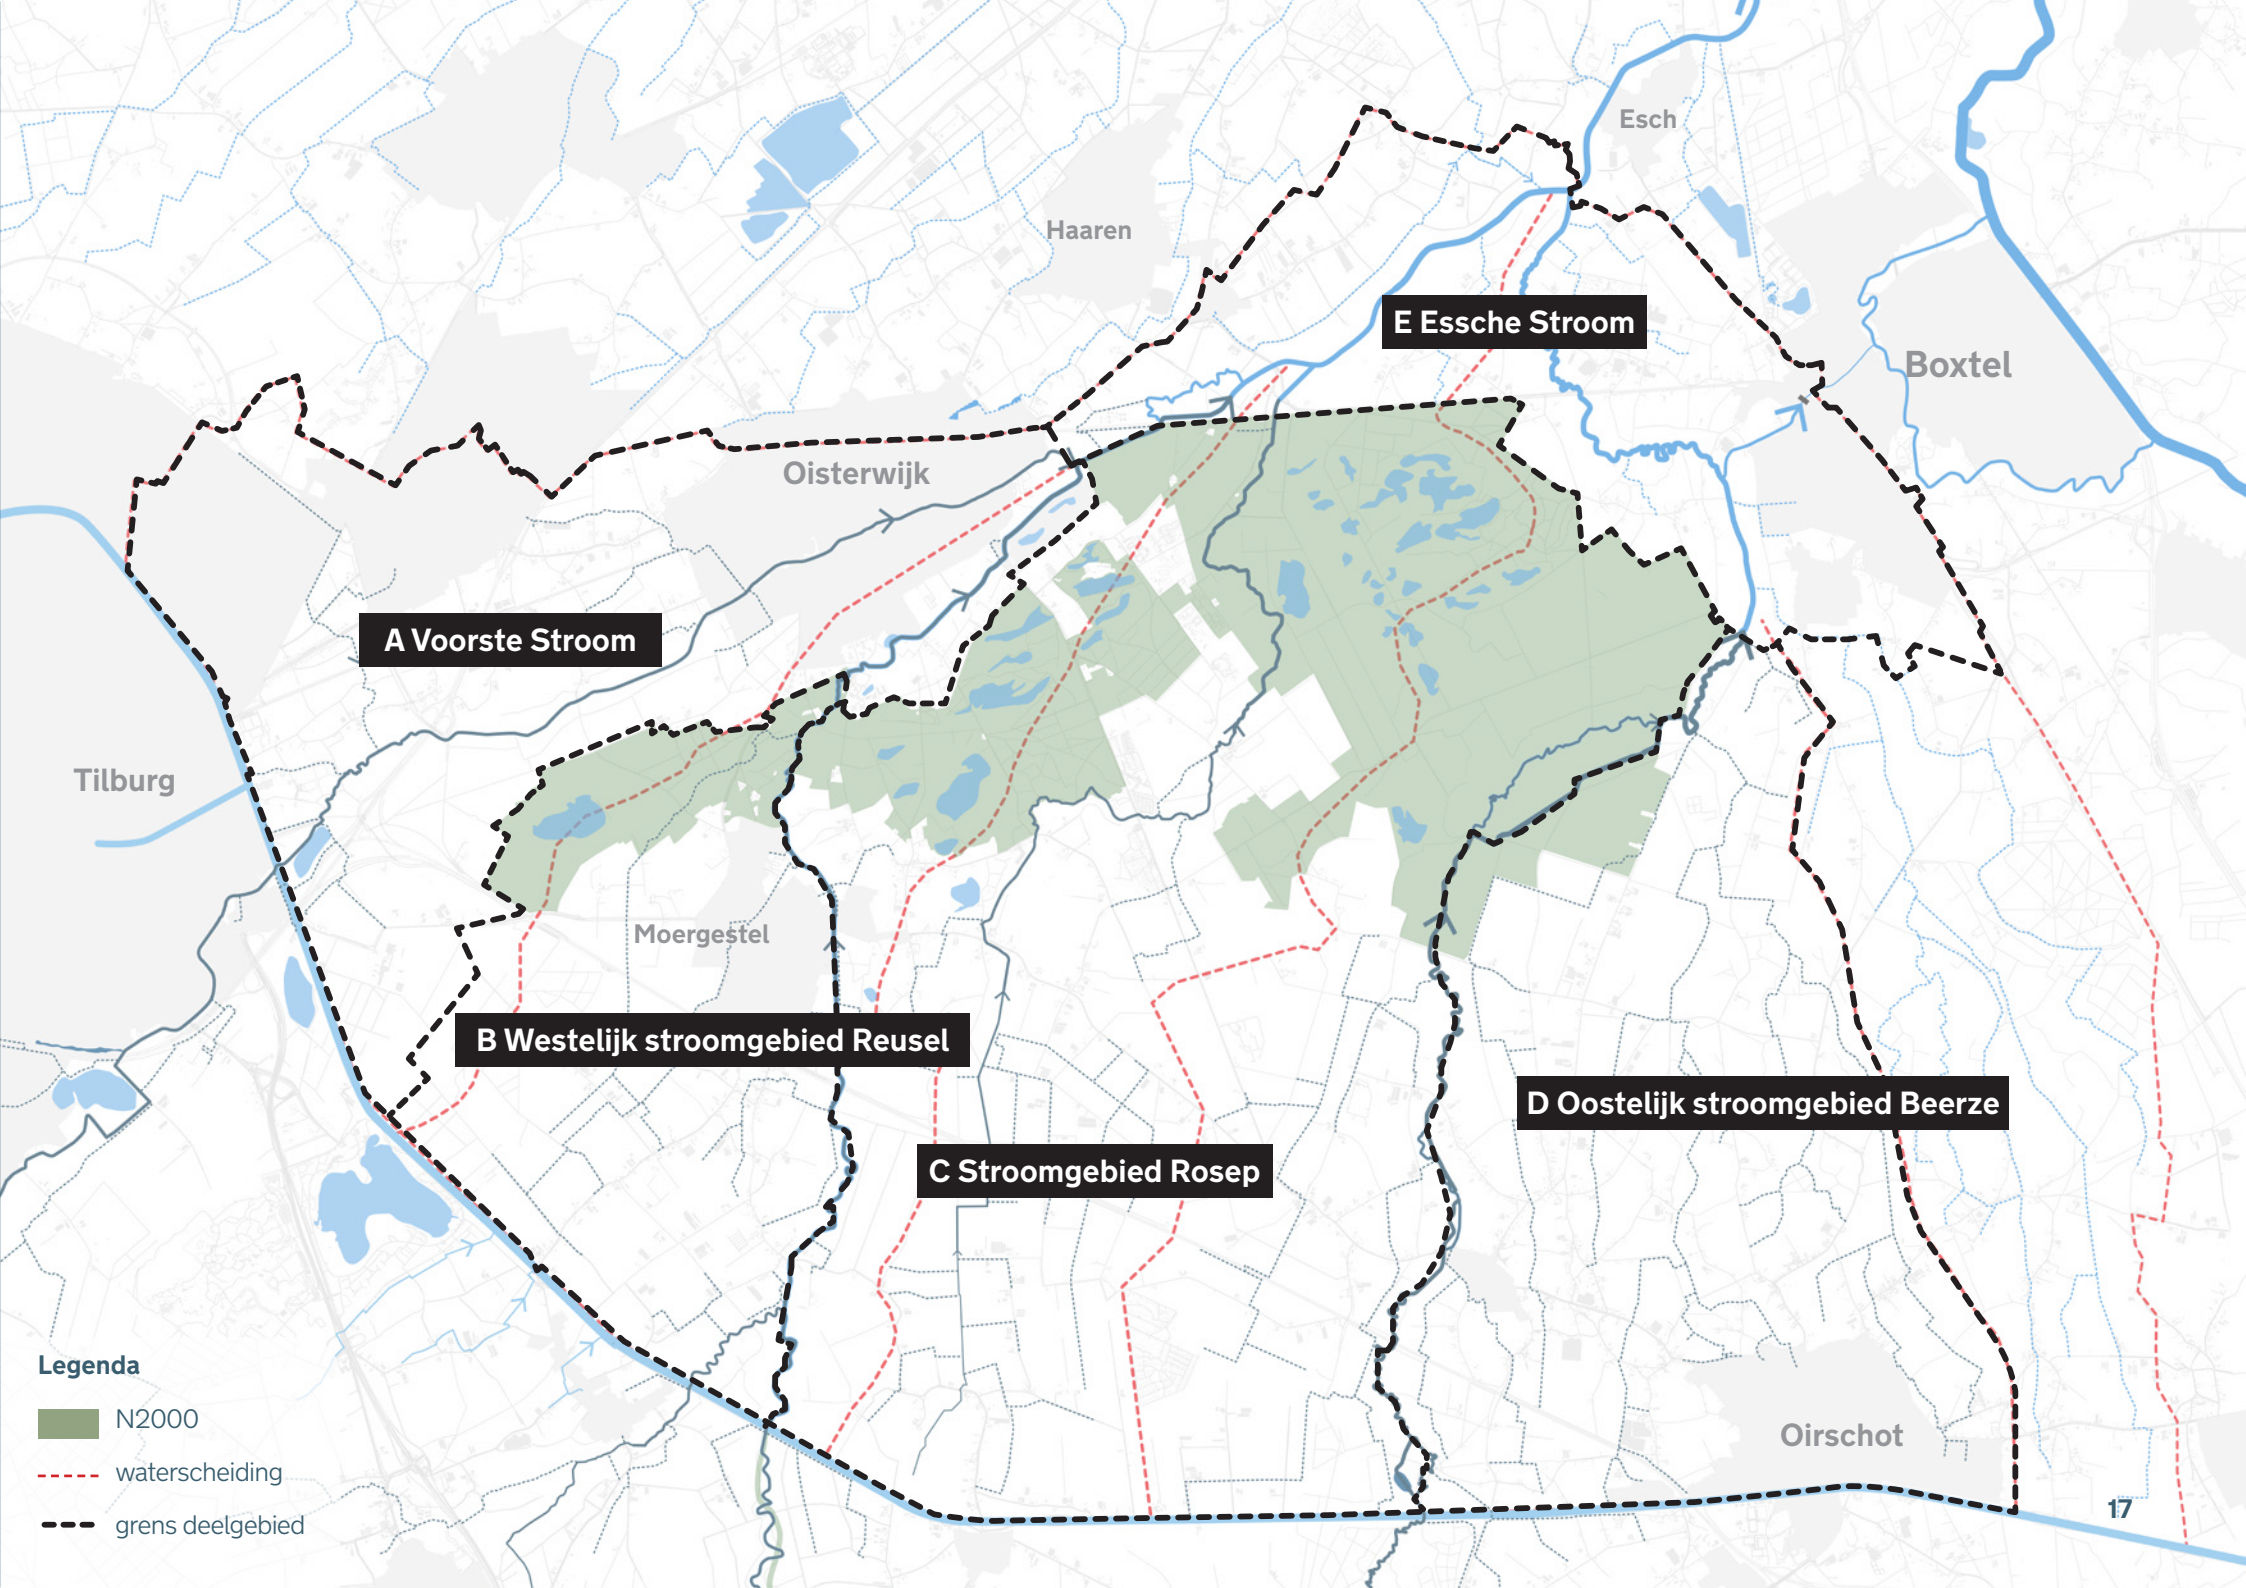 Esch
Haaren
E Essche Stroom
Boxtel
Oisterwijk
A Voorste Stroom
Tilburg
Moergestel
B Westelijk stroomgebied Reusel
D Oostelijk stroomgebied Beerze
C Stroomgebied Rosep
Oirschot
Legenda
N2000
waterscheiding
grens deelgebied
17